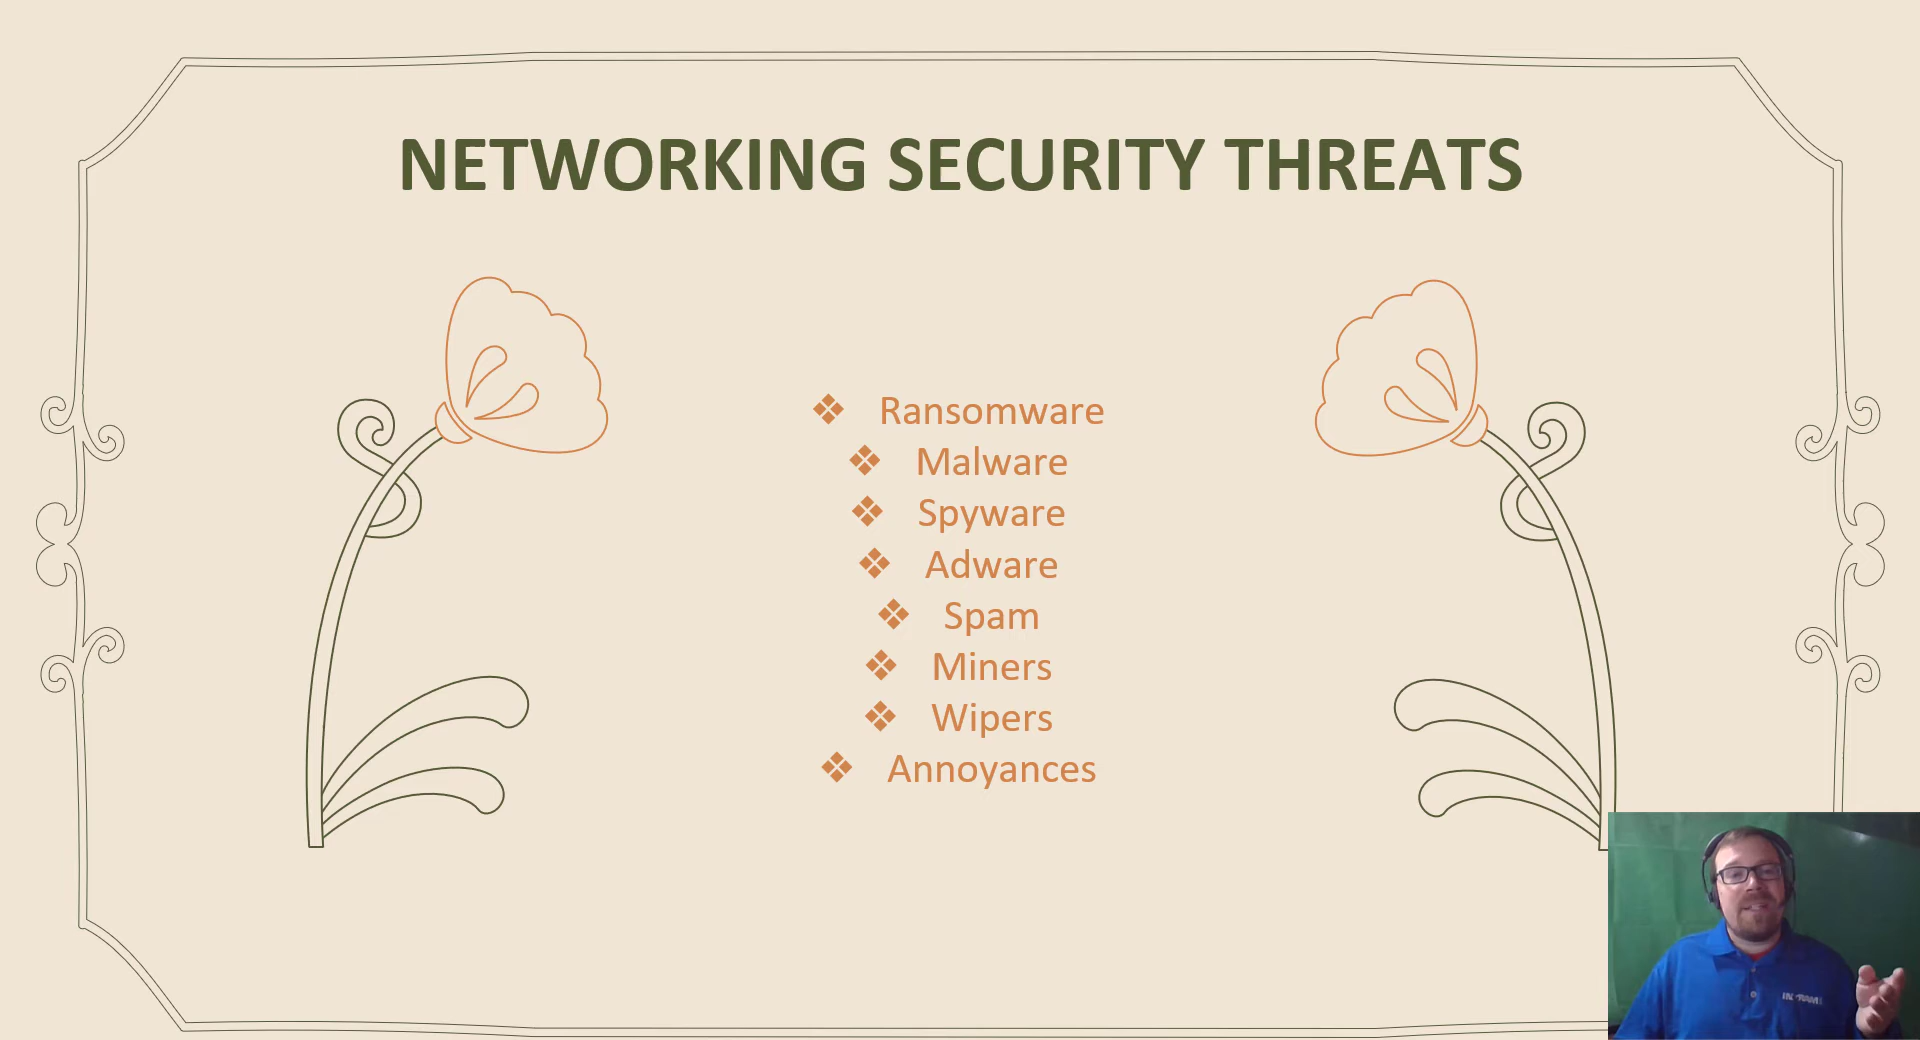 NETWORKING SECURITY THREATS
❖ Ransomware
❖ Malware
❖ Spyware
❖ Adware
❖ Spam
❖ Miners
❖ Wipers
❖ Annoyances